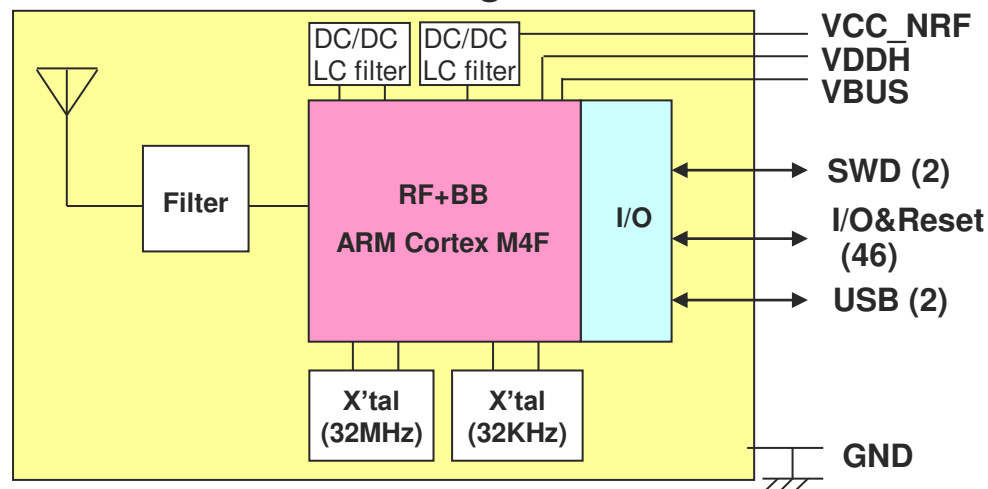 DC/DC
LC filter
DC/DC
LC filter
VCC_NRF
VDDH
VBUS
Filter
RF+BB
ARM Cortex M4F
I/O
SWD (2)
I/O&Reset
(46)
USB (2)
X'tal
(32MHz)
X'tal
(32KHz)
GND